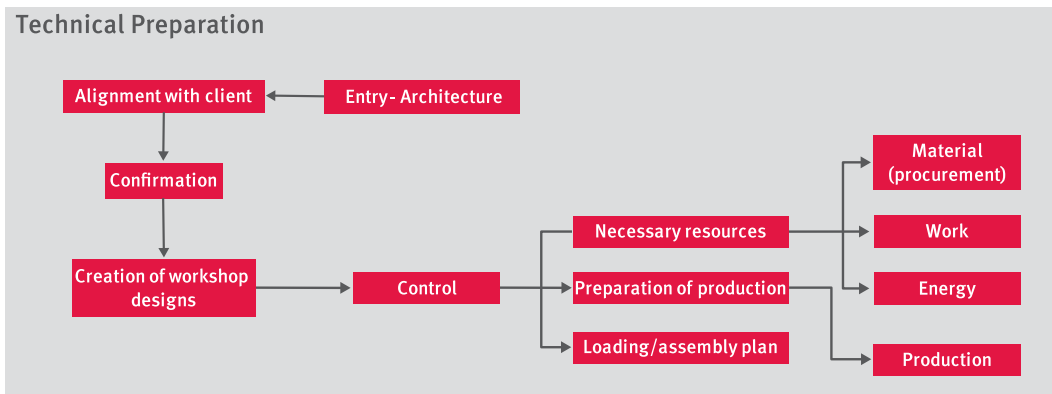 Technical Preparation
Alignment with client
Entry- Architecture
Confirmation
Creation of workshop
designs
Control
Necessary resources
Preparation of production
Loading/assembly plan
Material
(procurement)
Work
Energy
Production